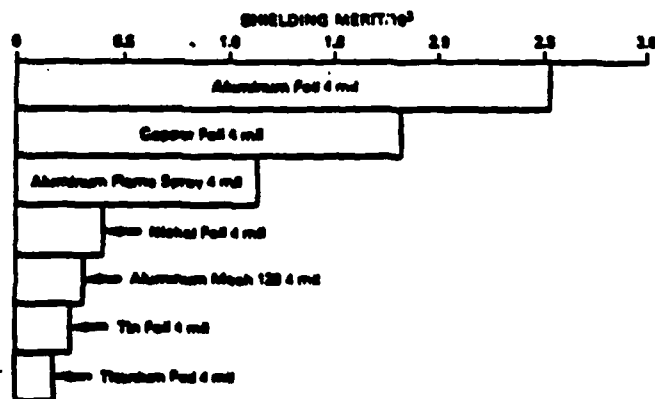 SHIELDING MERIT/10³
0 0.5 1.0 1.5 2.0 2.5 3.0
Aluminum Foil 4 mil
Copper Foil 4 mil
Aluminum Flame Spray 4 mil
Nickel Foil 4 mil
Aluminum Mesh 120 4 mil
Tin Foil 4 mil
Titanium Foil 4 mil